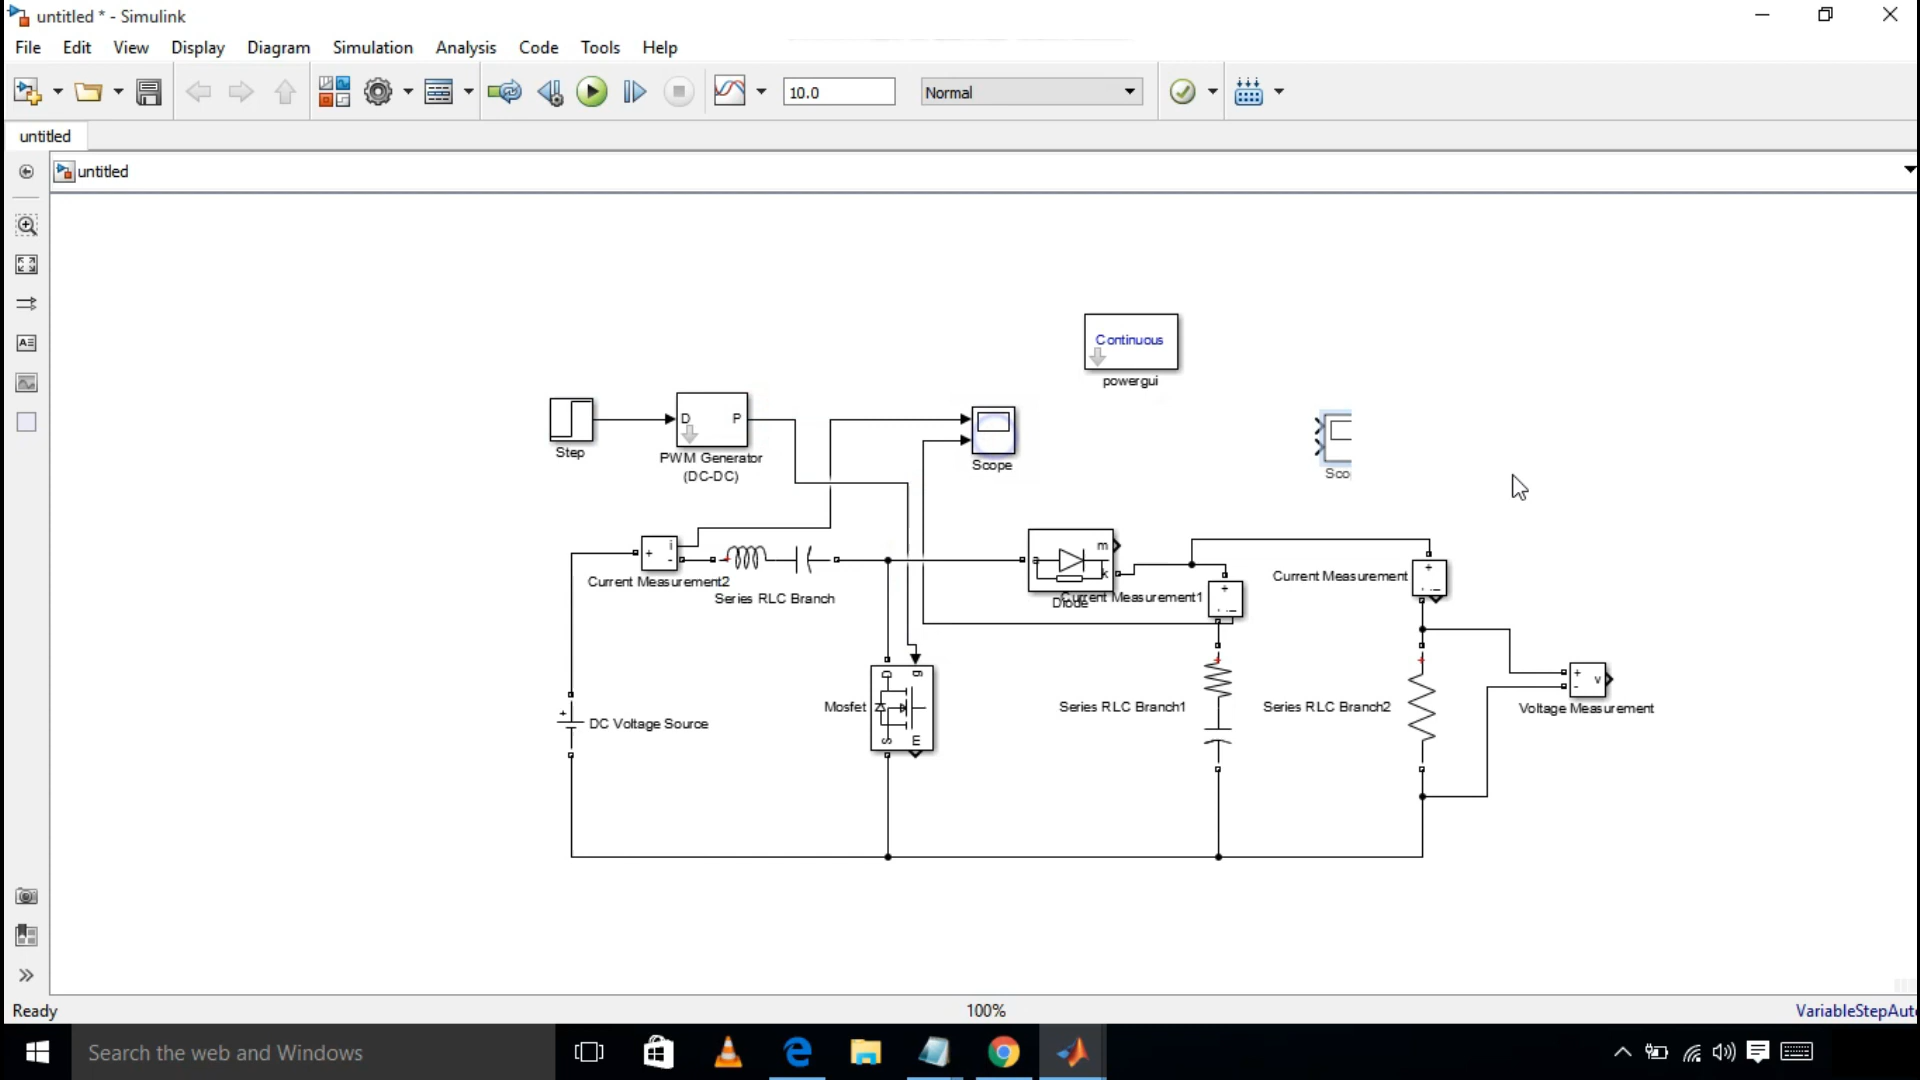 untitled * - Simulink
File Edit View Display Diagram Simulation Analysis Code Tools Help
10.0
Normal
untitled
untitled
Continuous
powergui
Step
D P
PWM Generator
(DC-DC)
Scope
Sco
+ i -
Current Measurement2
Series RLC Branch
m
a
k
Diode
Current Measurement1
+
Current Measurement
+
D g
Mosfet
S m
+
DC Voltage Source
+
Series RLC Branch1
+
Series RLC Branch2
+ v -
Voltage Measurement
Ready
100%
VariableStepAut
Search the web and Windows